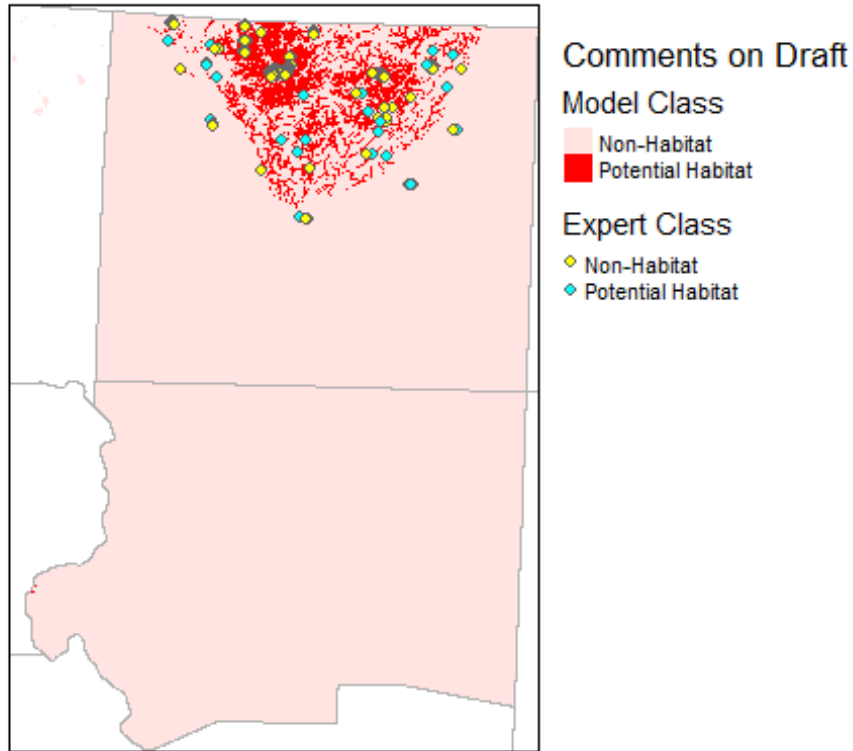 Comments on Draft
Model Class
Non-Habitat
Potential Habitat
Expert Class
Non-Habitat
Potential Habitat